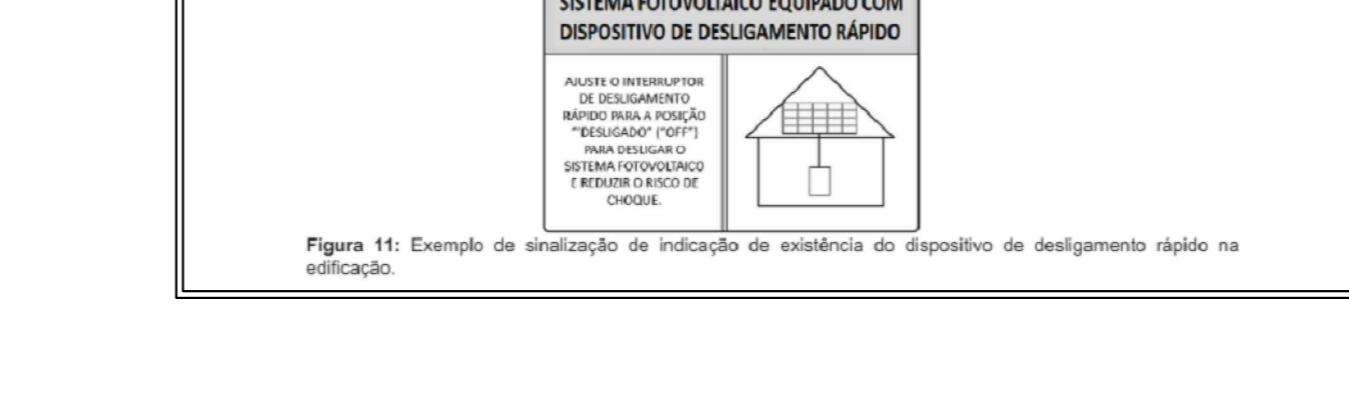 SISTEMA FOTOVOLTAICO EQUIPADO COM
DISPOSITIVO DE DESLIGAMENTO RÁPIDO
AJUSTE O INTERRUPTOR
DE DESLIGAMENTO
RÁPIDO PARA A POSIÇÃO
""DESLIGADO" ("OFF")
PARA DESLIGAR O
SISTEMA FOTOVOLTAICO
E REDUZIR O RISCO DE
CHOQUE.
Figura 11: Exemplo de sinalização de indicação de existência do dispositivo de desligamento rápido na
edificação.